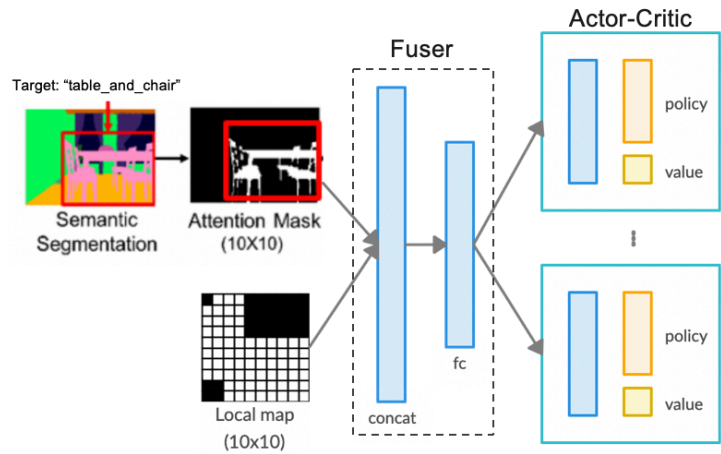 Actor-Critic
Fuser
Target: “table_and_chair”
policy
value
Semantic
Segmentation
Attention Mask
(10X10)
fc
concat
Local map
(10x10)
policy
value